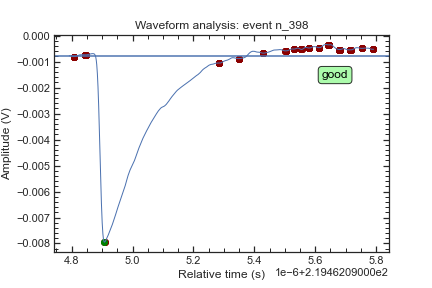 Waveform analysis: event n_398
0.000
−0.001
−0.002
−0.003
−0.004
−0.005
−0.006
−0.007
−0.008
Amplitude (V)
good
4.8 5.0 5.2 5.4 5.6 5.8
Relative time (s)
1e−6+2.1946209000e2